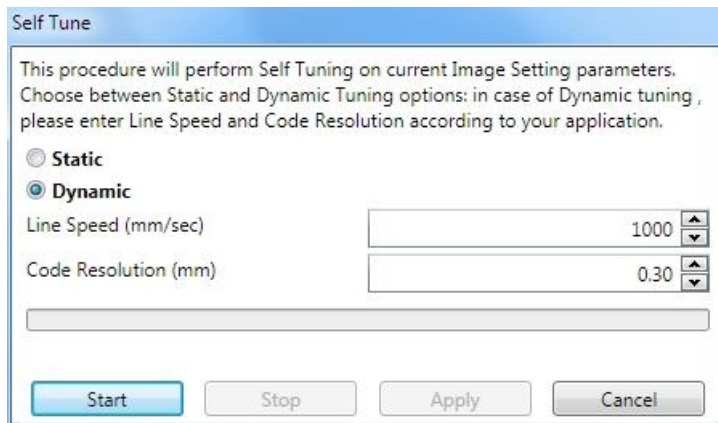 Self Tune
This procedure will perform Self Tuning on current Image Setting parameters.
Choose between Static and Dynamic Tuning options: in case of Dynamic tuning ,
please enter Line Speed and Code Resolution according to your application.
Static
Dynamic
Line Speed (mm/sec) 1000
Code Resolution (mm) 0.30
Start Stop Apply Cancel